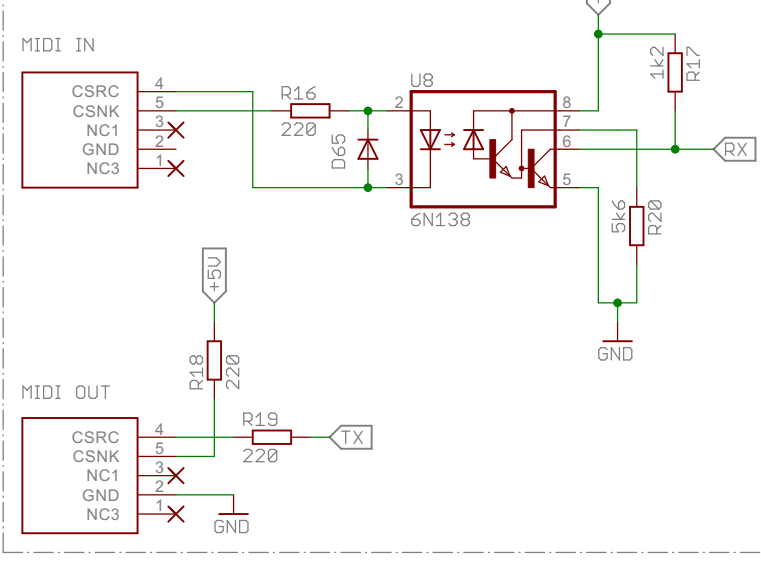 MIDI IN
CSRC 4
CSNK 5
NC1 3
GND 2
NC3 1
R16
220
D65
U8
2
3
8
7
6
5
6N138
1k2
R17
RX
5k6
R20
GND
+5V
R18
220
MIDI OUT
CSRC 4
CSNK 5
NC1 3
GND 2
NC3 1
R19
220
TX
GND